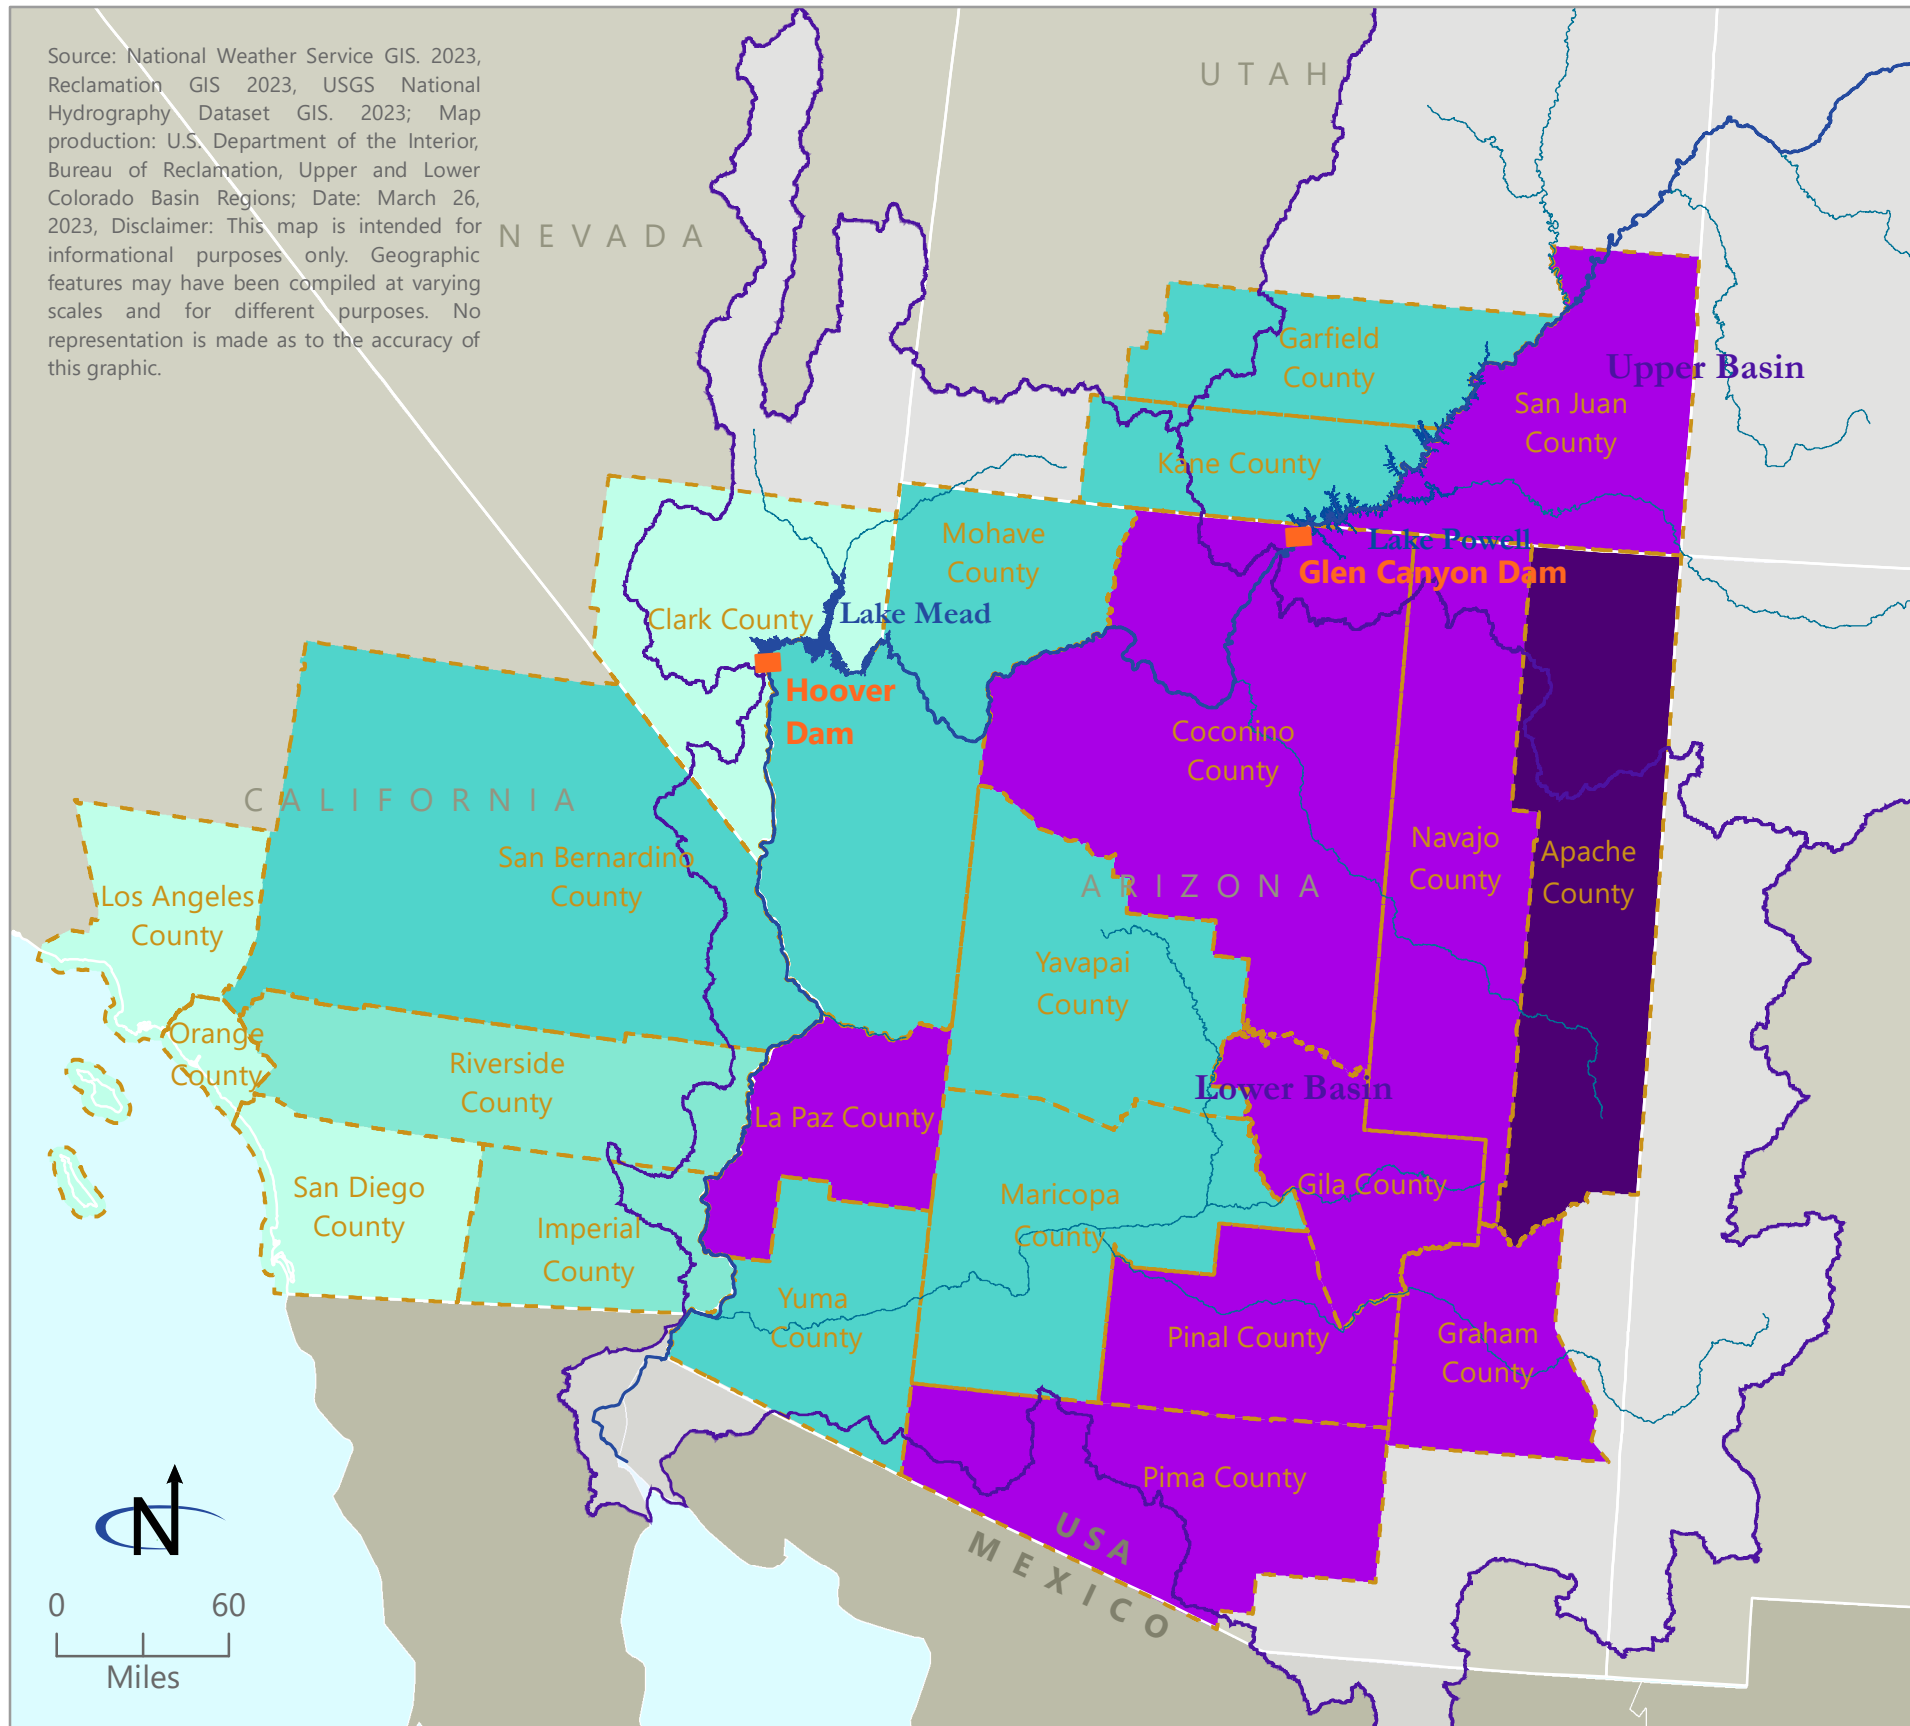 Source: National Weather Service GIS. 2023,
Reclamation GIS 2023, USGS National
Hydrography Dataset GIS. 2023; Map
production: U.S. Department of the Interior,
Bureau of Reclamation, Upper and Lower
Colorado Basin Regions; Date: March 26,
2023, Disclaimer: This map is intended for
informational purposes only. Geographic
features may have been compiled at varying
scales and for different purposes. No
representation is made as to the accuracy of
this graphic.
UTAH
NEVADA
Garfield
County
Upper Basin
San Juan
County
Kane County
Mohave
County
Lake Powell
Glen Canyon Dam
Clark County
Lake Mead
Hoover
Dam
Coconino
County
CALIFORNIA
San Bernardino
County
Navajo
County
Apache
County
Los Angeles
County
ARIZONA
Yavapai
County
Orange
County
Riverside
County
Lower Basin
La Paz County
San Diego
County
Maricopa
County
Gila County
Imperial
County
Yuma
County
Pinal County
Graham
County
Pima County
USA
MEXICO
N
0 60
Miles